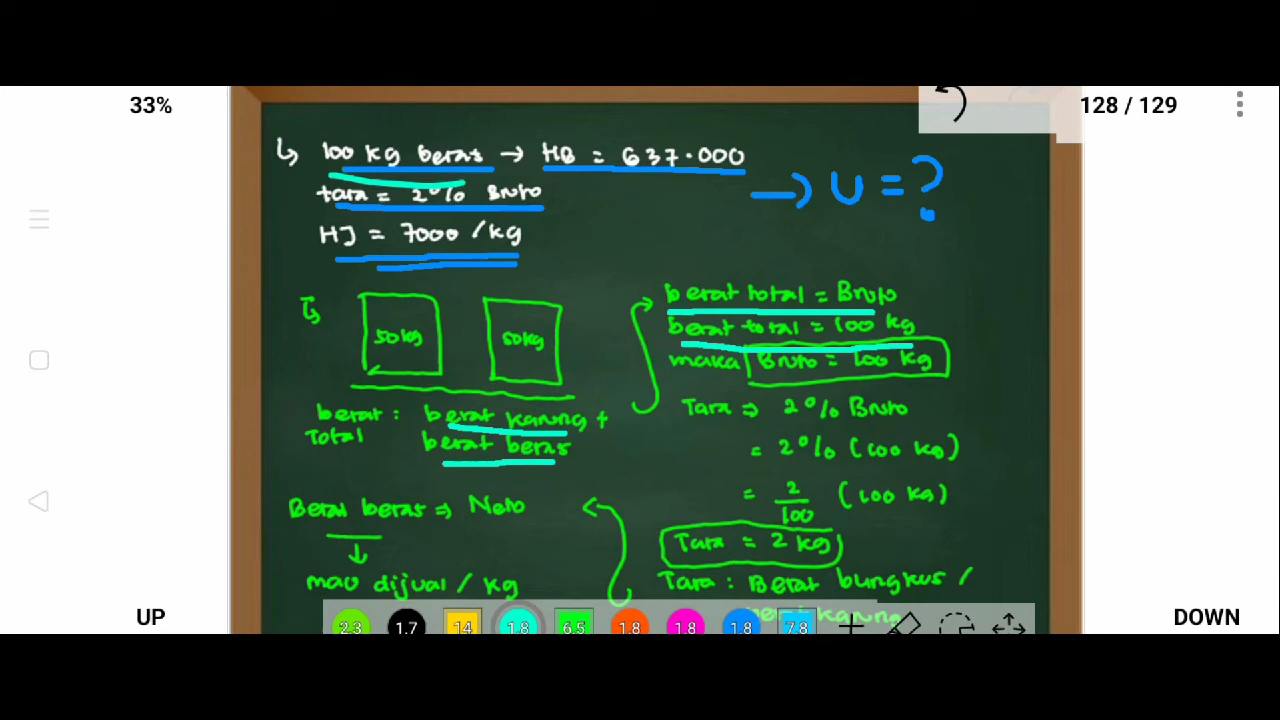 33%
128 / 129
↳ 100 kg beras → HB = 637.000
tara = 2% Bruto
→ U = ?
HJ = 7000 /kg
50kg
50kg
berat total = Bruto
berat total = 100 kg
maka Bruto = 100 kg
berat : berat karung +
Total berat beras
Tara ⇒ 2% Bruto
= 2% (100 kg)
= 2/100 (100 kg)
Berat beras ⇒ Neto
↓
mau dijual / kg
Tara = 2 kg
Tara : Berat bungkus /
karung
UP
DOWN
2.3 1.7 14 1.8 6.5 1.8 1.8 1.8 7.8